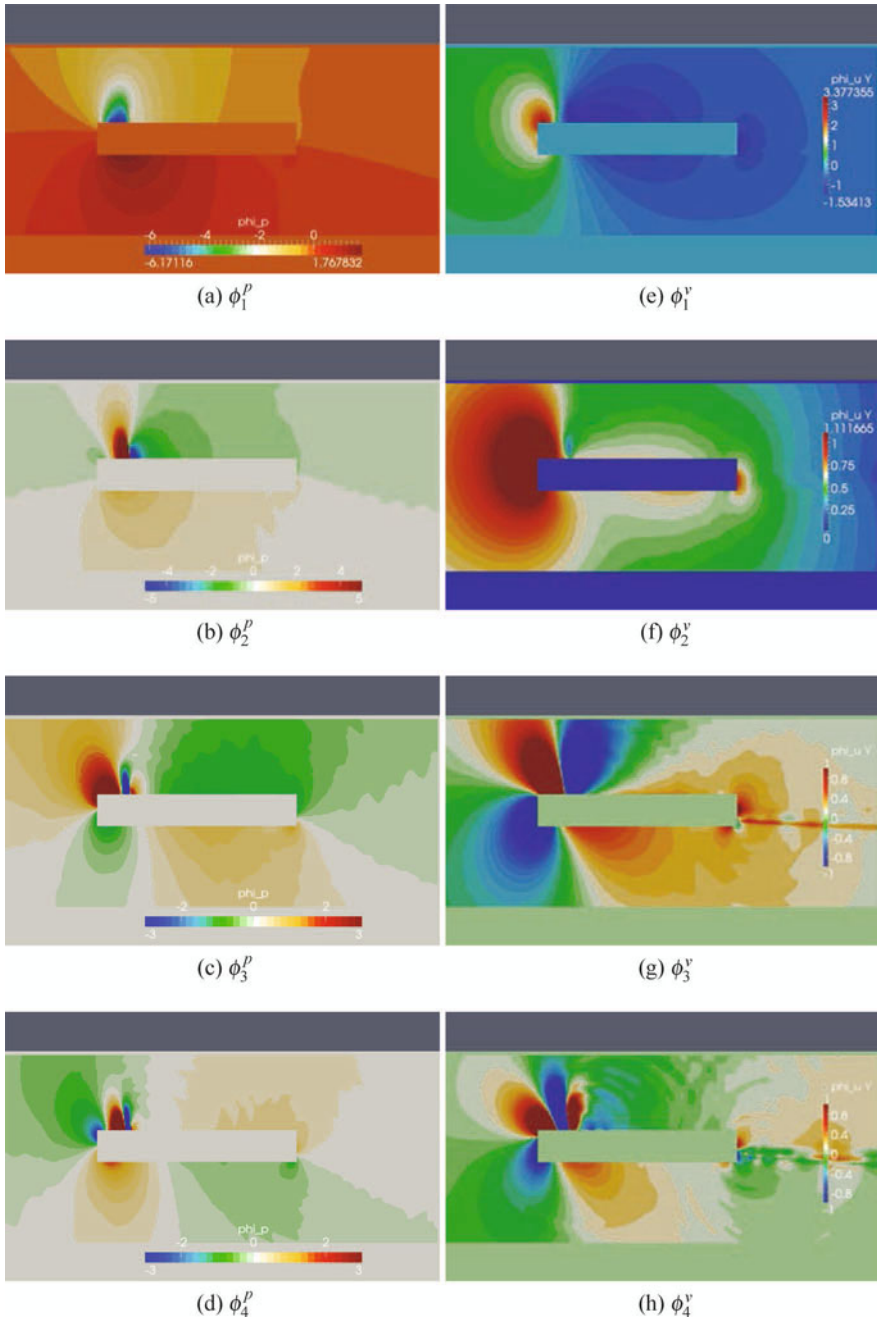 phi_p
-6 -4 -2 0
-6.17116 1.767832
phi_u Y
3.377355
3
2
1
0
-1
-1.53413
(a) ϕ₁ᵖ (e) ϕ₁ᵛ
phi_p
-4 -2 0 2 4
-5 5
phi_u Y
1.111665
1
0.75
0.5
0.25
0
(b) ϕ₂ᵖ (f) ϕ₂ᵛ
phi_p
-2 0 2
-3 3
phi_u Y
1
0.8
0.4
0
-0.4
-0.8
-1
(c) ϕ₃ᵖ (g) ϕ₃ᵛ
phi_p
-2 0 2
-3 3
phi_u Y
1
0.8
0.4
0
-0.4
-0.8
-1
(d) ϕ₄ᵖ (h) ϕ₄ᵛ